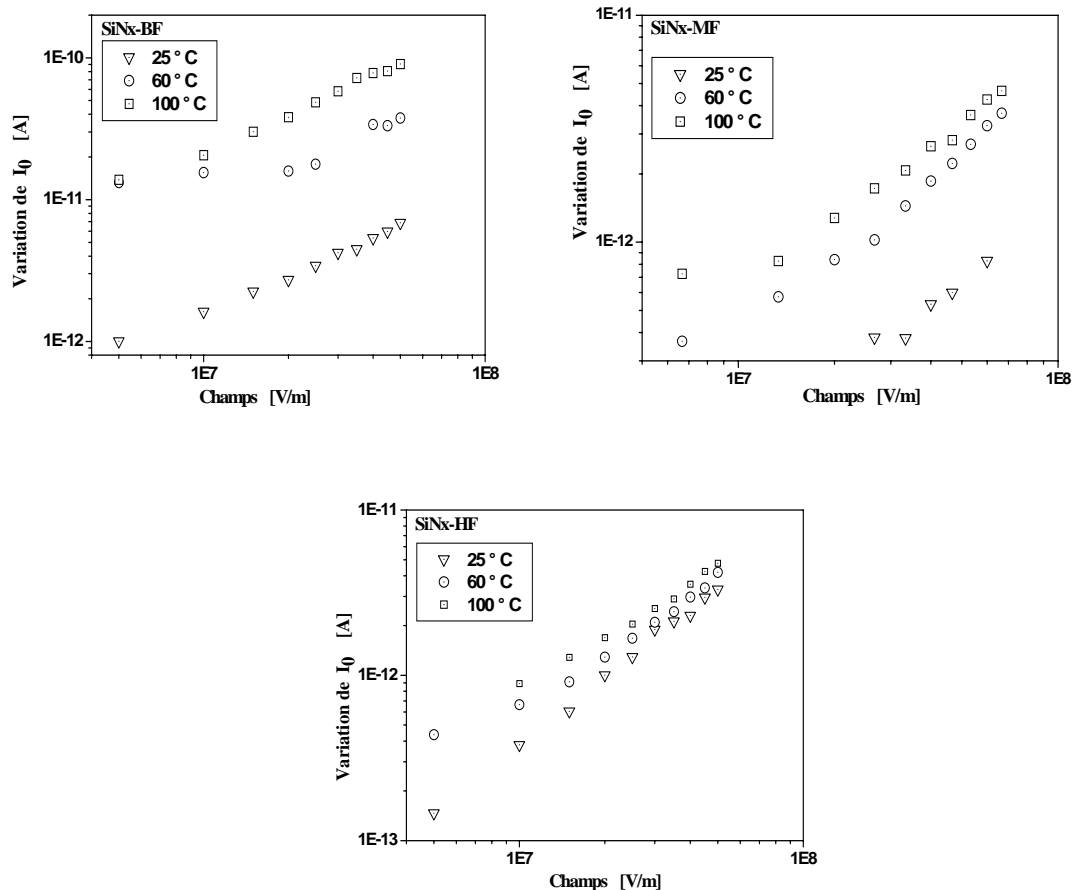 SiNx-BF
25 ° C
60 ° C
100 ° C
1E-10
1E-11
1E-12
Variation de I0 [A]
1E7
1E8
Champs [V/m]
SiNx-MF
25 ° C
60 ° C
100 ° C
1E-11
1E-12
Variation de I0 [A]
1E7
1E8
Champs [V/m]
SiNx-HF
25 ° C
60 ° C
100 ° C
1E-11
1E-12
1E-13
Variation de I0 [A]
1E7
1E8
Champs [V/m]